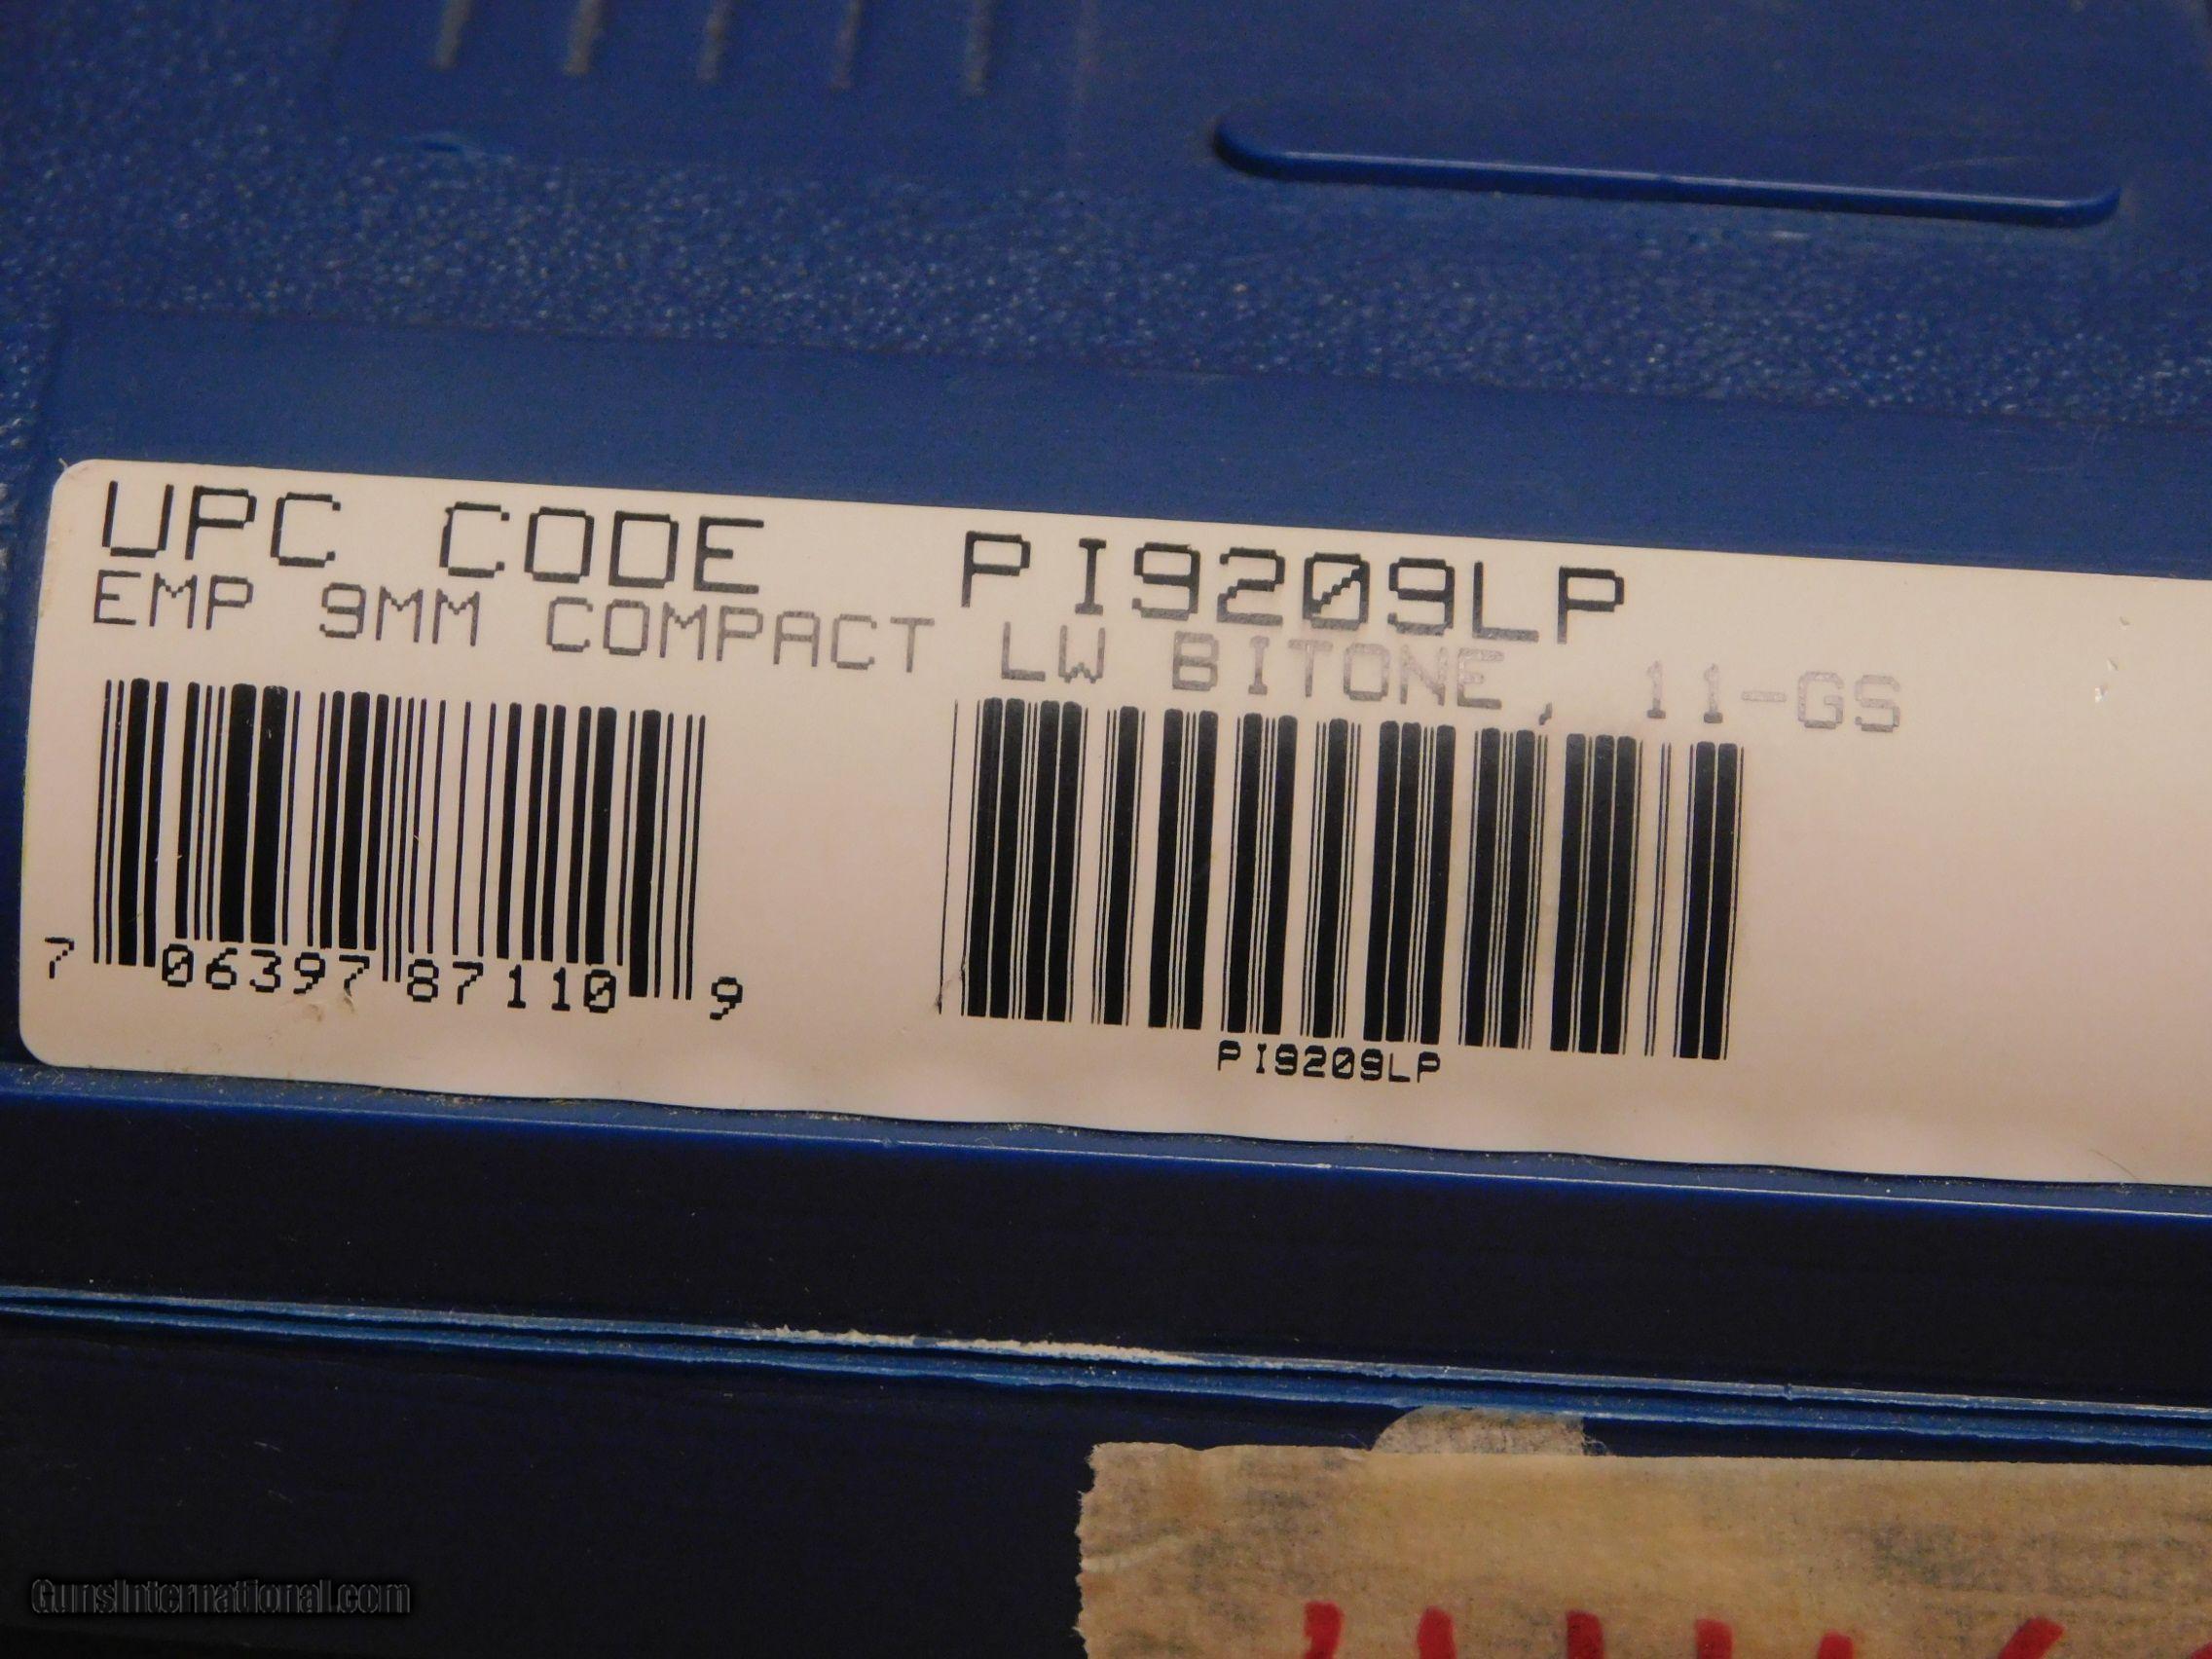 UPC CODE PI9209LP
EMP 9MM COMPACT LW BITONE, 11-GS
7 06397 87110 9
PI9209LP
GunsInternational.com